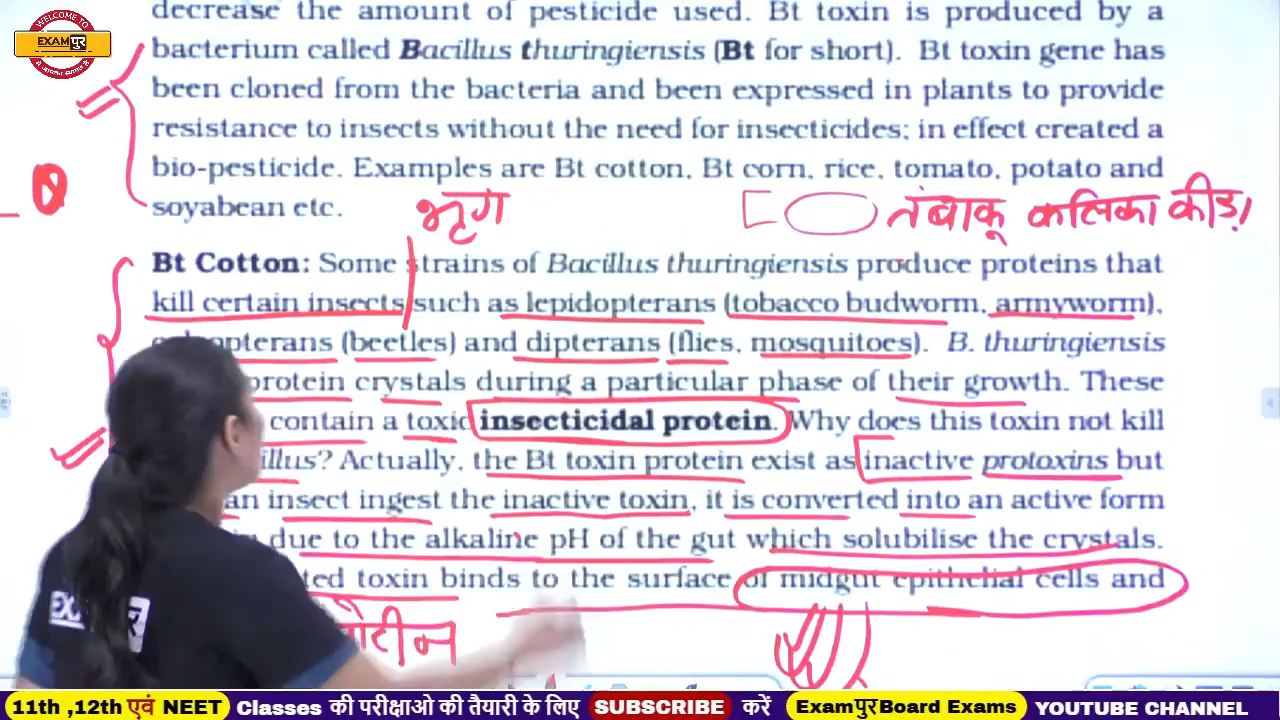 WELCOME TO
EXAMपुर
decrease the amount of pesticide used. Bt toxin is produced by a
bacterium called Bacillus thuringiensis (Bt for short). Bt toxin gene has
been cloned from the bacteria and been expressed in plants to provide
resistance to insects without the need for insecticides; in effect created a
bio-pesticide. Examples are Bt cotton, Bt corn, rice, tomato, potato and
soyabean etc.
भृंग
तंबाकू कलिका कीड़ा
Bt Cotton: Some strains of Bacillus thuringiensis produce proteins that
kill certain insects such as lepidopterans (tobacco budworm, armyworm),
opterans (beetles) and dipterans (flies, mosquitoes). B. thuringiensis
protein crystals during a particular phase of their growth. These
contain a toxic insecticidal protein. Why does this toxin not kill
illus? Actually, the Bt toxin protein exist as inactive protoxins but
an insect ingest the inactive toxin, it is converted into an active form
due to the alkaline pH of the gut which solubilise the crystals.
ted toxin binds to the surface of midgut epithelial cells and
EXAMपुर
11th ,12th एवं NEET Classes की परीक्षाओ की तैयारी के लिए SUBSCRIBE करें Examपुर Board Exams YOUTUBE CHANNEL